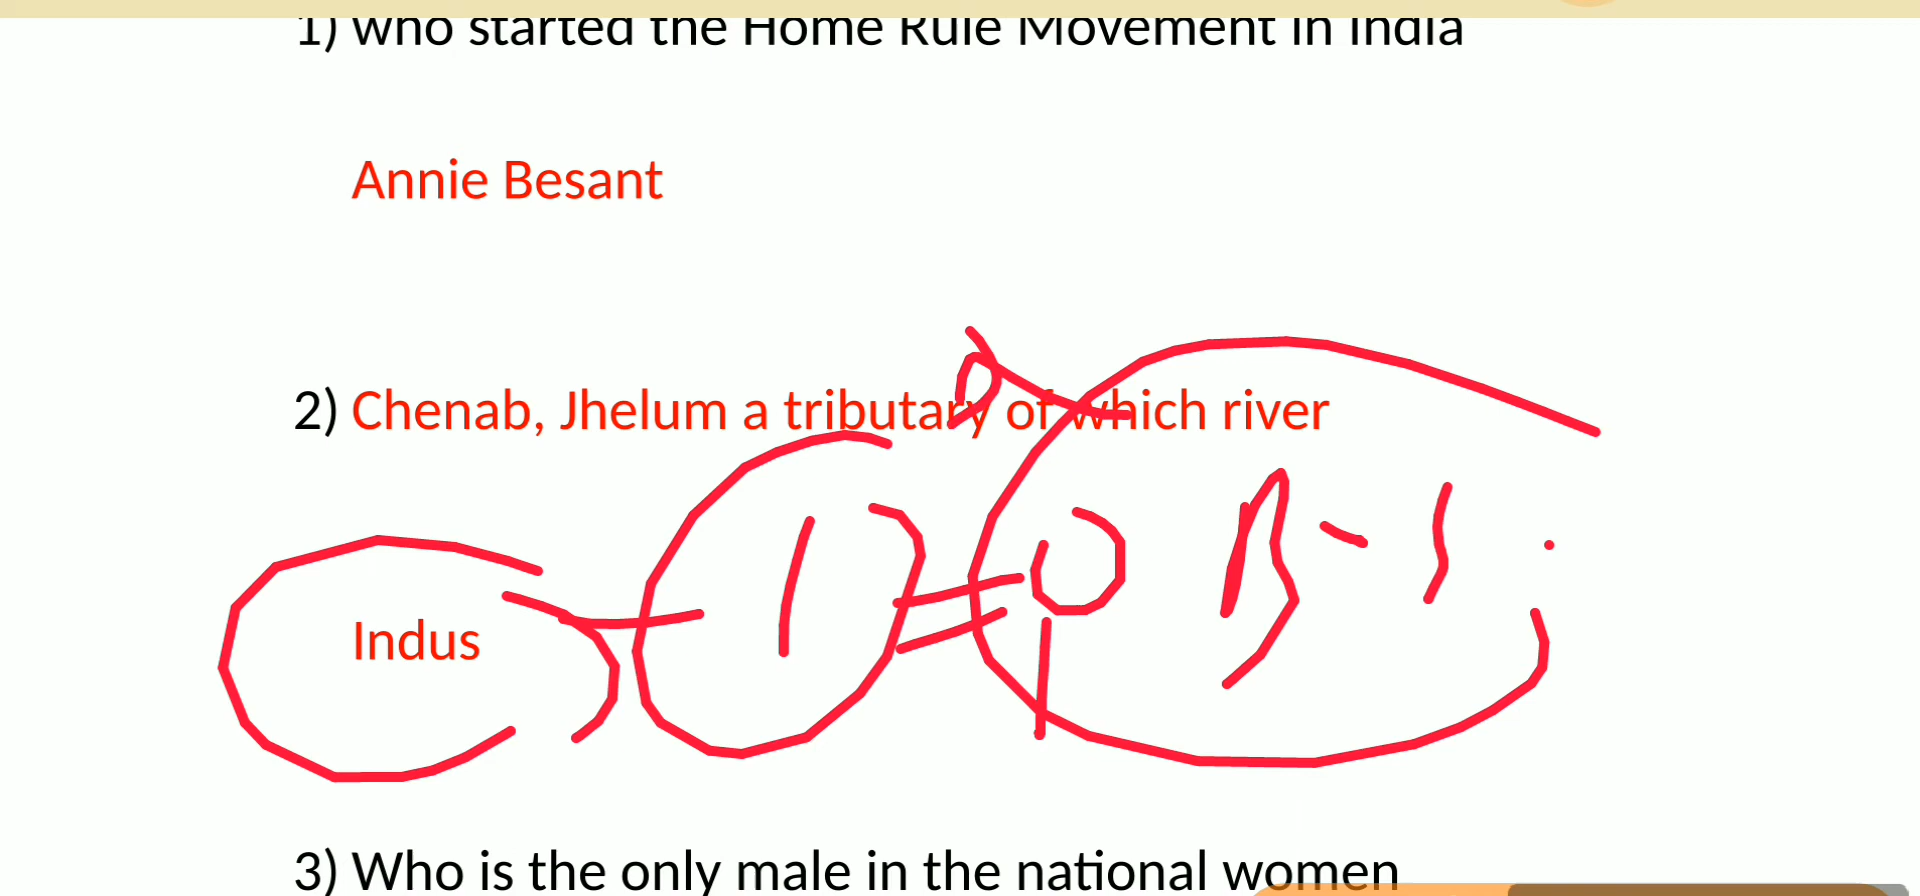 1) who started the Home Rule Movement in India
Annie Besant
2) Chenab, Jhelum a tributary of which river
Indus
3) Who is the only male in the national women